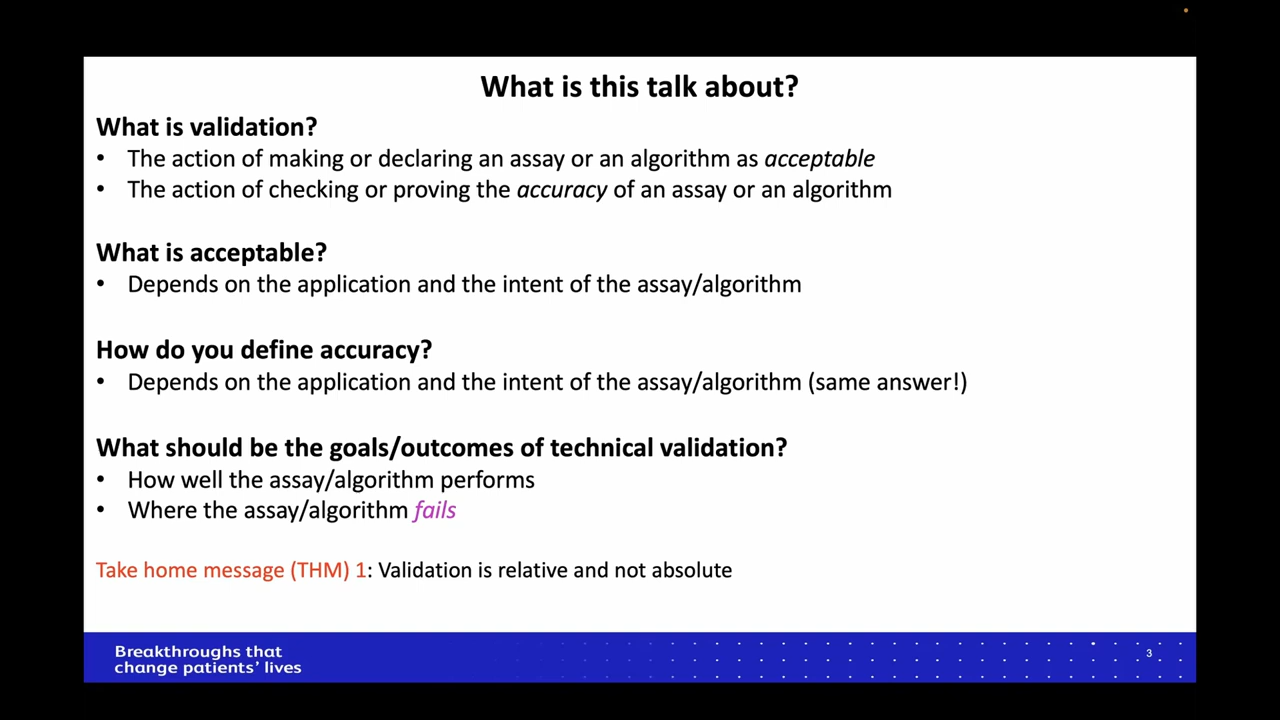 What is this talk about?
What is validation?
• The action of making or declaring an assay or an algorithm as acceptable
• The action of checking or proving the accuracy of an assay or an algorithm
What is acceptable?
• Depends on the application and the intent of the assay/algorithm
How do you define accuracy?
• Depends on the application and the intent of the assay/algorithm (same answer!)
What should be the goals/outcomes of technical validation?
• How well the assay/algorithm performs
• Where the assay/algorithm fails
Take home message (THM) 1: Validation is relative and not absolute
Breakthroughs that
change patients' lives
3